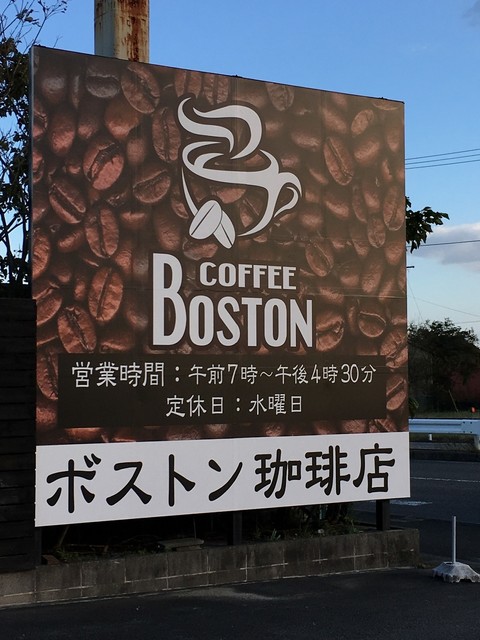 COFFEE
BOSTON
営業時間：午前7時～午後4時30分
定休日：水曜日
ボストン珈琲店